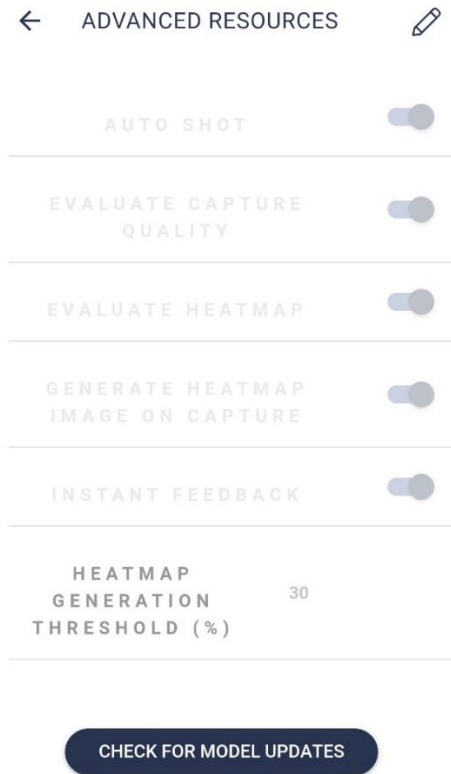 ADVANCED RESOURCES
AUTO SHOT
EVALUATE CAPTURE
QUALITY
EVALUATE HEATMAP
GENERATE HEATMAP
IMAGE ON CAPTURE
INSTANT FEEDBACK
HEATMAP
GENERATION
THRESHOLD (%)
30
CHECK FOR MODEL UPDATES